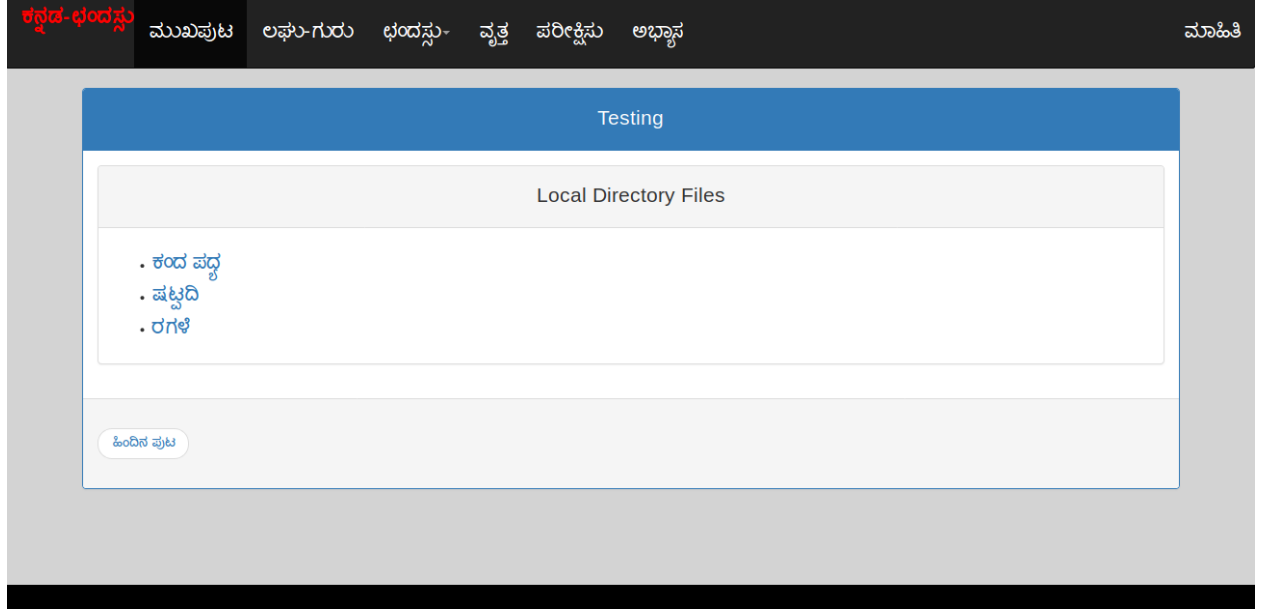 ಕನ್ನಡ-ಛಂದಸ್ಸು ಮುಖಪುಟ ಲಘು-ಗುರು ಛಂದಸ್ಸು ವೃತ್ತ ಪರೀಕ್ಷಿಸು ಅಭ್ಯಾಸ ಮಾಹಿತಿ
Testing
Local Directory Files
• ಕಂದ ಪದ್ಯ
• ಷಟ್ಪದಿ
• ರಗಳೆ
ಹಿಂದಿನ ಪುಟ